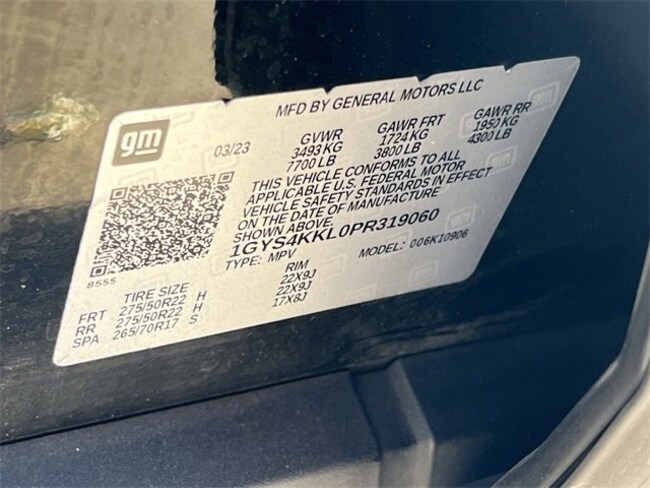 MFD BY GENERAL MOTORS LLC
gm
03/23
GVWR GAWR FRT GAWR RR
3493 KG 1724 KG 1950 KG
7700 LB 3800 LB 4300 LB
THIS VEHICLE CONFORMS TO ALL
APPLICABLE U.S. FEDERAL MOTOR
VEHICLE SAFETY STANDARDS IN EFFECT
ON THE DATE OF MANUFACTURE
SHOWN ABOVE.
1GYS4KKL0PR319060
TYPE: MPV MODEL: 006K10906
8555
TIRE SIZE RIM
FRT 275/50R22 H 22X9J
RR 275/50R22 H 22X9J
SPA 265/70R17 S 17X8J